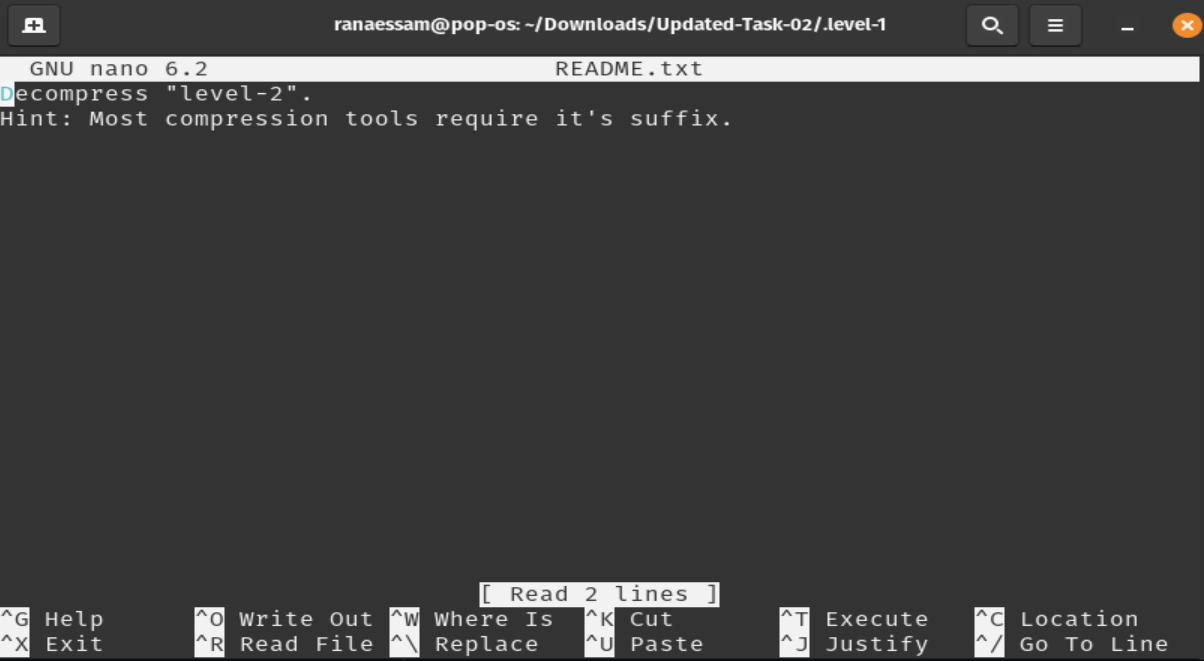 ranaessam@pop-os: ~/Downloads/Updated-Task-02/.level-1
GNU nano 6.2 README.txt
Decompress "level-2".
Hint: Most compression tools require it's suffix.
[ Read 2 lines ]
^G Help ^O Write Out ^W Where Is ^K Cut ^T Execute ^C Location
^X Exit ^R Read File ^\ Replace ^U Paste ^J Justify ^/ Go To Line